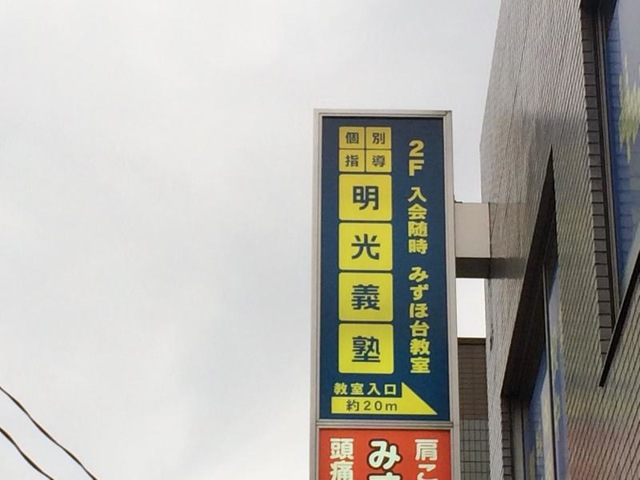 2F 入会随時 みずほ台教室
個別
指導
明光義塾
教室入口
約20m
肩こ
み
頭痛